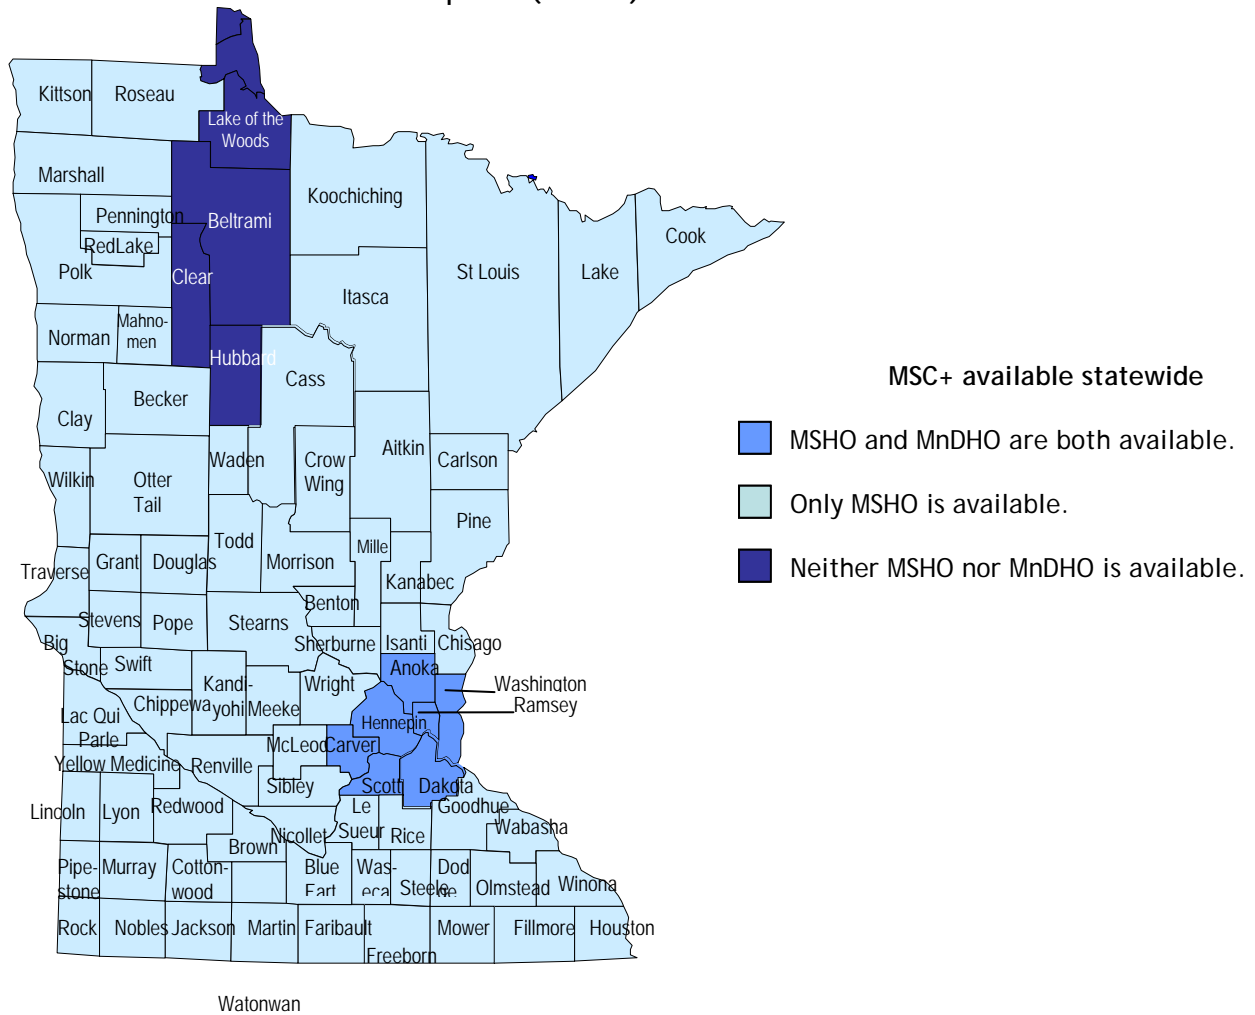 Kittson
Roseau
Lake of the
Woods
Marshall
Koochiching
Pennington
Beltrami
Cook
RedLake
Polk
Clear
St Louis
Lake
Itasca
Mahno-
men
Norman
Hubbard
Cass
Becker
Clay
Aitkin
Waden
Crow
Wing
Carlson
Wilkin
Otter
Tail
Pine
Todd
Mille
Morrison
Grant
Douglas
Traverse
Kanabec
Benton
Stevens
Pope
Stearns
Big
Stone
Sherburne
Isanti
Chisago
Swift
Anoka
Washington
Ramsey
Kandi-
yohi
Wright
Chippewa
Meeke
Lac Qui
Parle
Hennepin
McLeod
Carver
Yellow Medicine
Renville
Sibley
Scott
Dakota
Lincoln
Lyon
Redwood
Le
Sueur
Goodhue
Nicollet
Rice
Wabasha
Brown
Pipe-
stone
Murray
Cotton-
wood
Blue
Eart
Was-
eca
Steele
Dod
ge
Olmstead
Winona
Rock
Nobles
Jackson
Martin
Faribault
Freeborn
Mower
Fillmore
Houston
Watonwan
MSC+ available statewide
MSHO and MnDHO are both available.
Only MSHO is available.
Neither MSHO nor MnDHO is available.